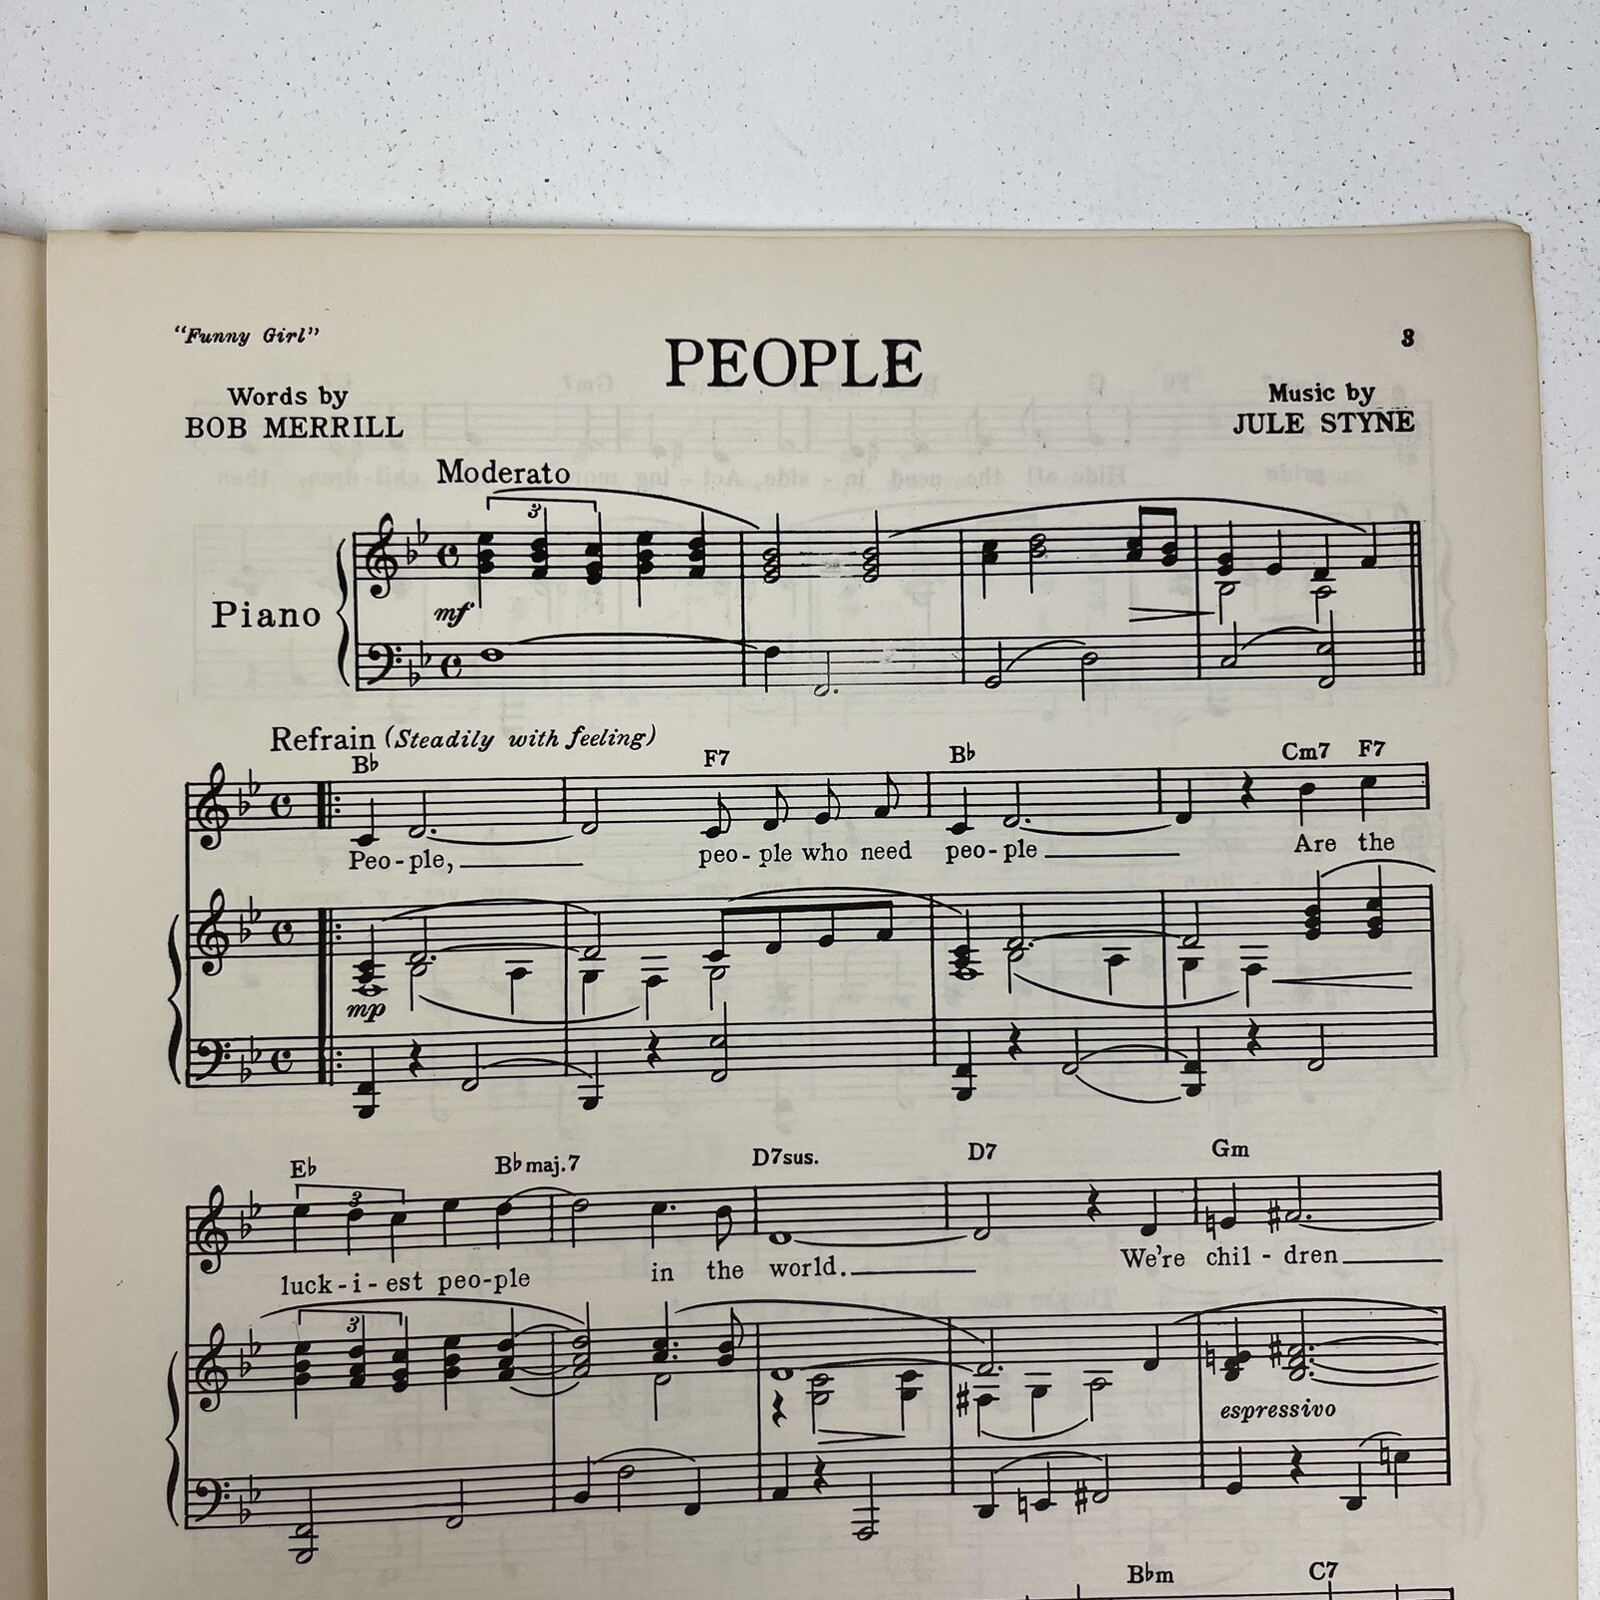 "Funny Girl"
PEOPLE
3
Words by
BOB MERRILL
Music by
JULE STYNE
Moderato
3
mf
Piano
Refrain (Steadily with feeling)
B♭ F7 B♭ Cm7 F7
Peo-ple, peo-ple who need peo-ple Are the
mp
E♭ B♭maj.7 D7sus. D7 Gm
3
luck-i-est peo-ple in the world. We're chil-dren
3
espressivo
B♭m C7